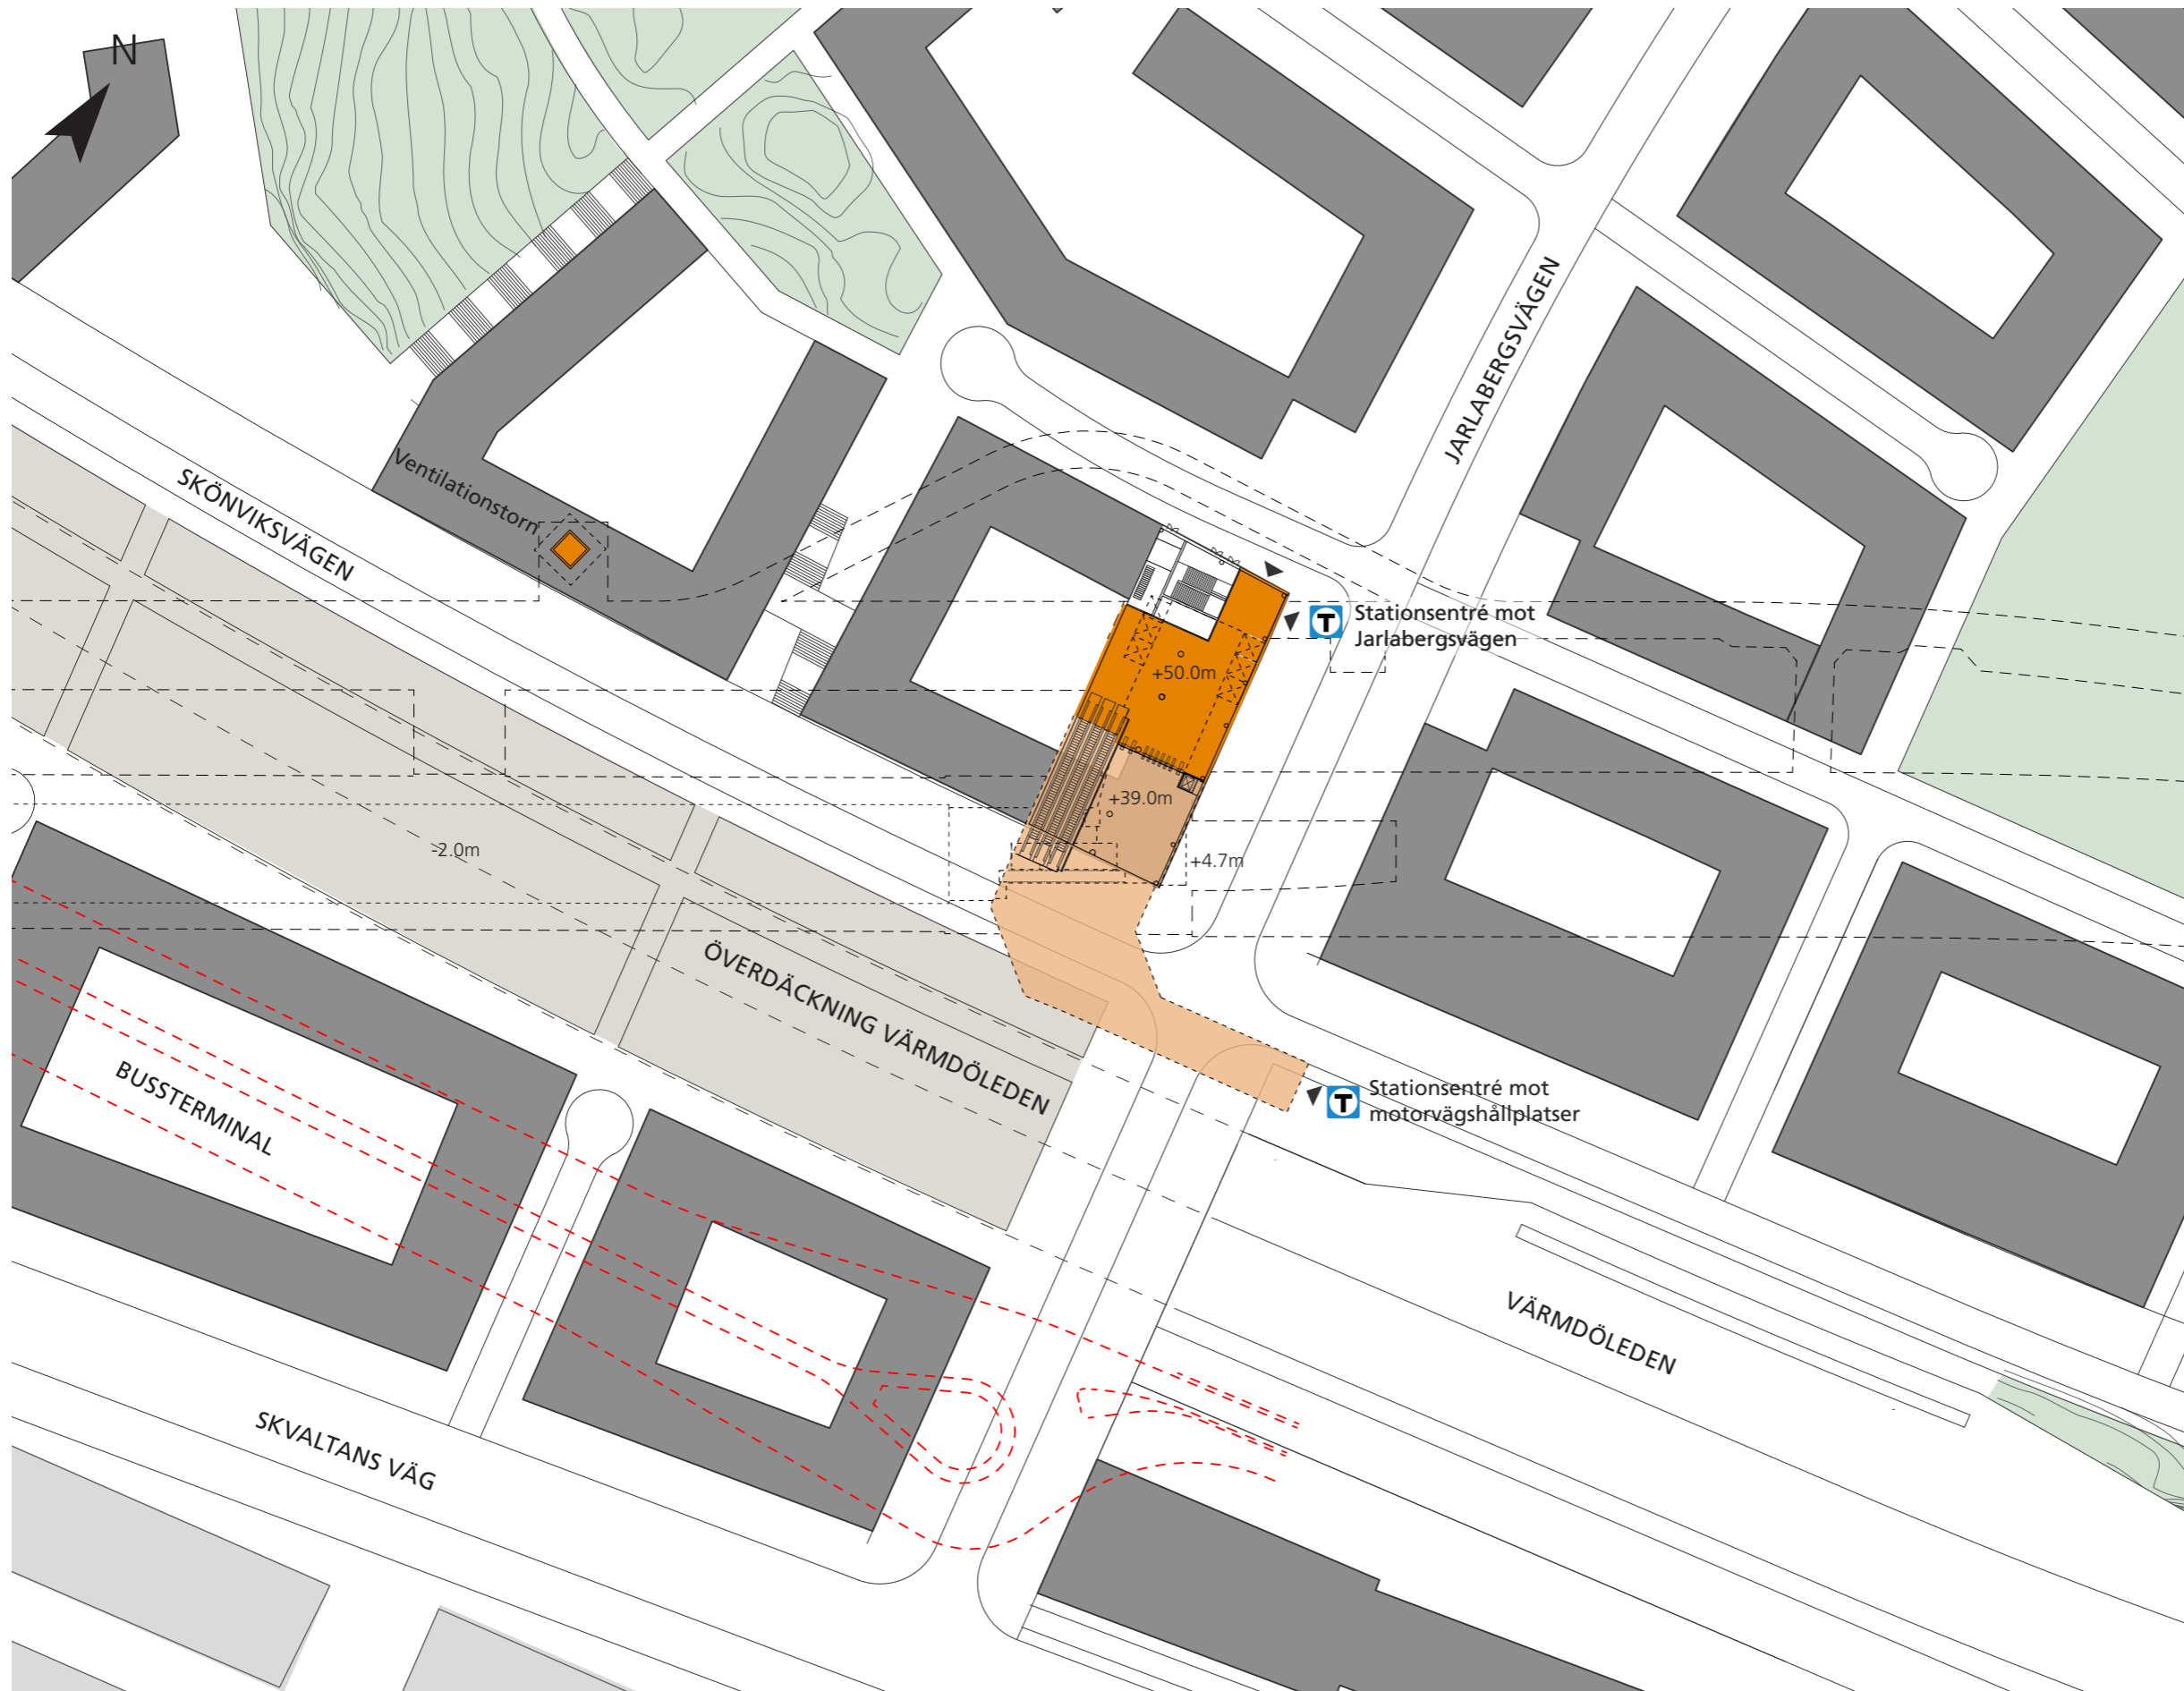 N
JARLABERGSVÄGEN
Ventilationstorn
SKÖNVIKSVÄGEN
T
Stationsentré mot
Jarlabergsvägen
+50.0m
+39.0m
-2.0m
+4.7m
ÖVERDÄCKNING VÄRMDÖLEDEN
BUSSTERMINAL
T
Stationsentré mot
motorvägshållplatser
VÄRMDÖLEDEN
SKVALTANS VÄG